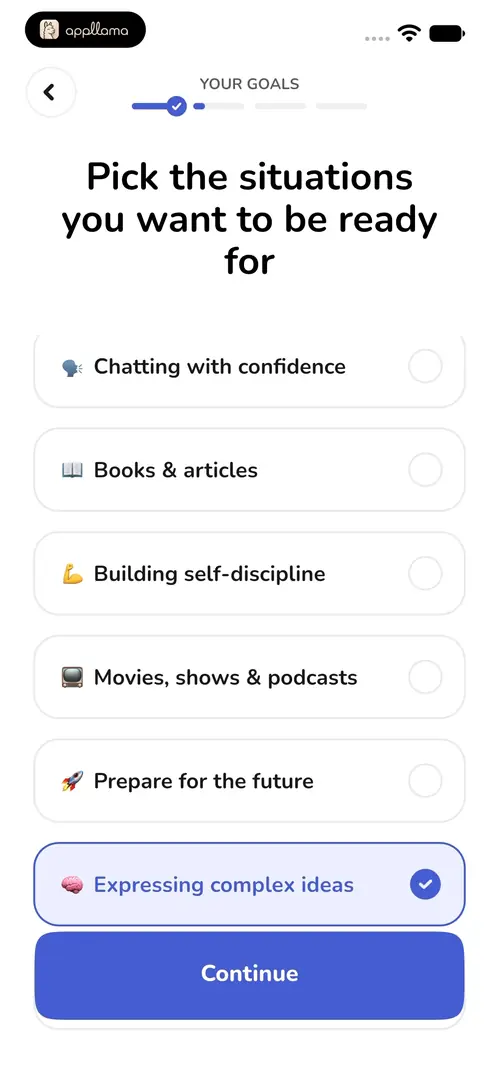 appllama
YOUR GOALS
Pick the situations
you want to be ready
for
Chatting with confidence
Books & articles
Building self-discipline
Movies, shows & podcasts
Prepare for the future
Expressing complex ideas
Continue